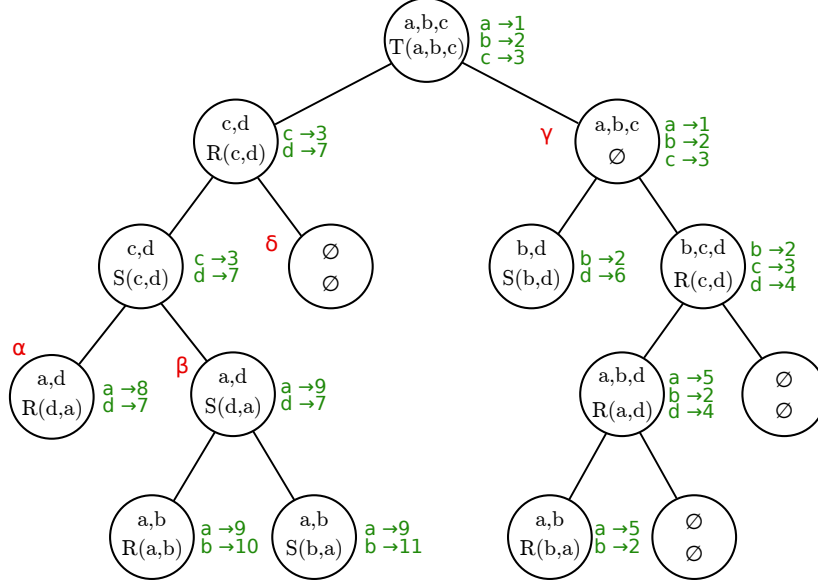 a,b,c
T(a,b,c)
a →1
b →2
c →3
c,d
R(c,d)
c →3
d →7
γ
a,b,c
∅
a →1
b →2
c →3
c,d
S(c,d)
c →3
d →7
δ
∅
∅
b,d
S(b,d)
b →2
d →6
b,c,d
R(c,d)
b →2
c →3
d →4
α
a,d
R(d,a)
a →8
d →7
β
a,d
S(d,a)
a →9
d →7
a,b,d
R(a,d)
a →5
b →2
d →4
∅
∅
a,b
R(a,b)
a →9
b →10
a,b
S(b,a)
a →9
b →11
a,b
R(b,a)
a →5
b →2
∅
∅